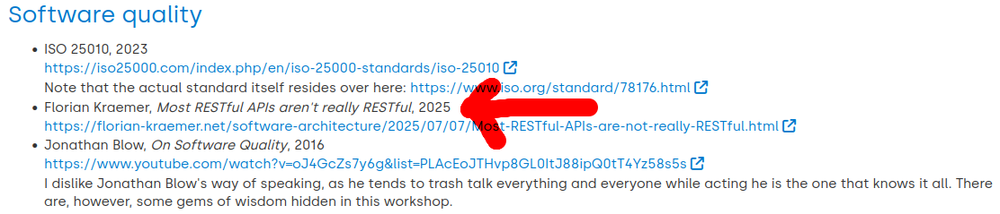 Software quality
• ISO 25010, 2023
https://iso25000.com/index.php/en/iso-25000-standards/iso-25010
Note that the actual standard itself resides over here: https://www.iso.org/standard/78176.html
• Florian Kraemer, Most RESTful APIs aren't really RESTful, 2025
https://florian-kraemer.net/software-architecture/2025/07/07/Most-RESTful-APIs-are-not-really-RESTful.html
• Jonathan Blow, On Software Quality, 2016
https://www.youtube.com/watch?v=oJ4GcZs7y6g&list=PLAcEoJTHvp8GL0ItJ88ipQ0tT4Yz58s5s
I dislike Jonathan Blow's way of speaking, as he tends to trash talk everything and everyone while acting he is the one that knows it all. There
are, however, some gems of wisdom hidden in this workshop.